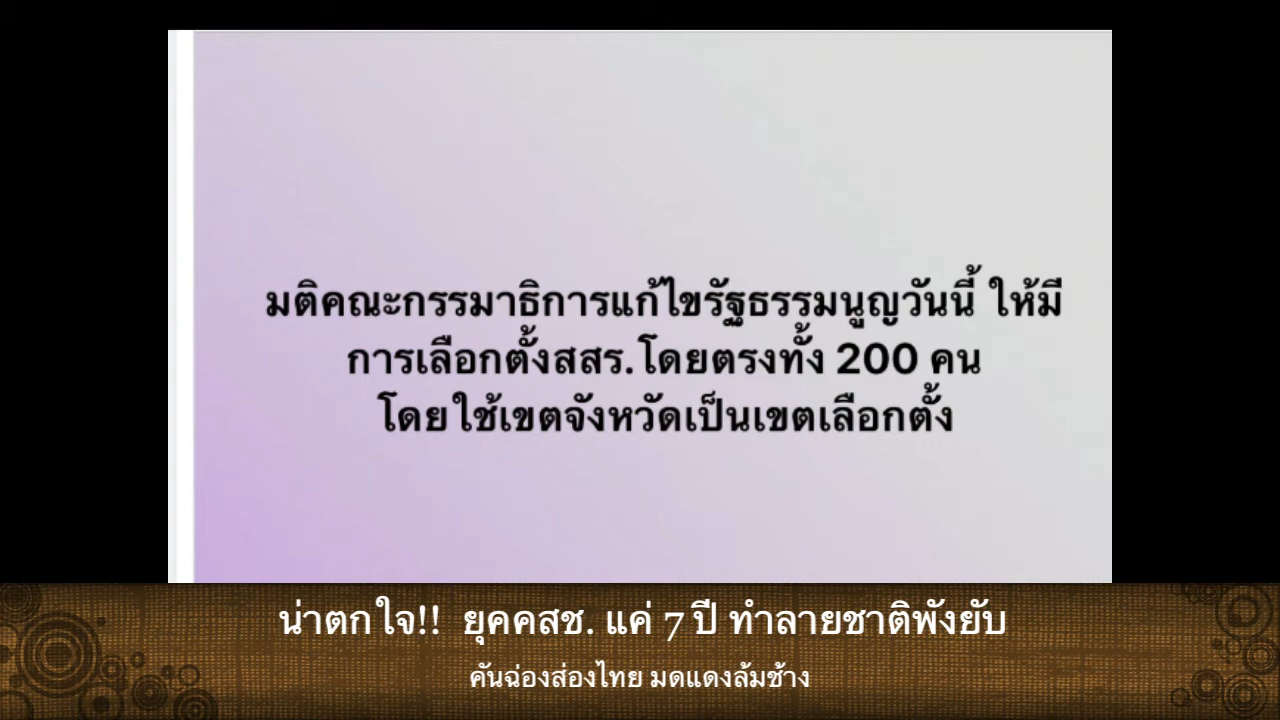 มติคณะกรรมาธิการแก้ไขรัฐธรรมนูญวันนี้ ให้มี
การเลือกตั้งสสร.โดยตรงทั้ง 200 คน
โดยใช้เขตจังหวัดเป็นเขตเลือกตั้ง
น่าตกใจ!! ยุคคสช. แค่ 7 ปี ทำลายชาติพังยับ
คันฉ่องส่องไทย มดแดงล้มช้าง